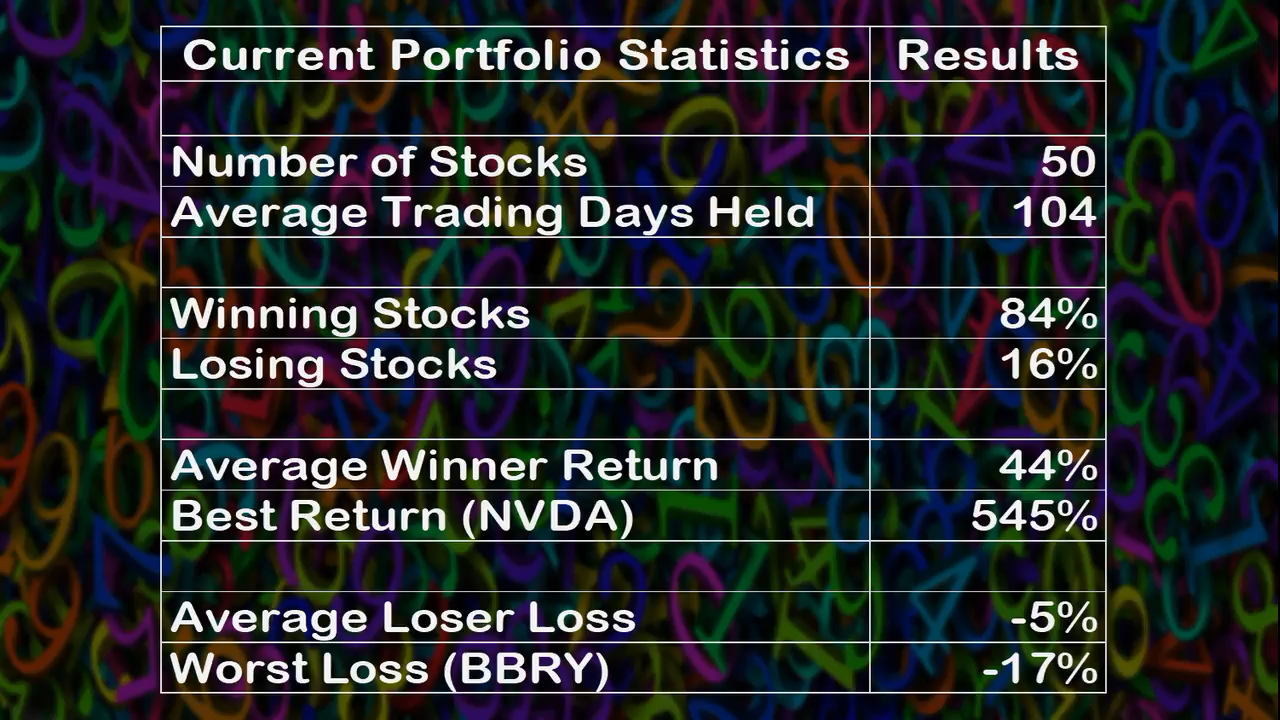 Current Portfolio Statistics Results
Number of Stocks 50
Average Trading Days Held 104
Winning Stocks 84%
Losing Stocks 16%
Average Winner Return 44%
Best Return (NVDA) 545%
Average Loser Loss -5%
Worst Loss (BBRY) -17%